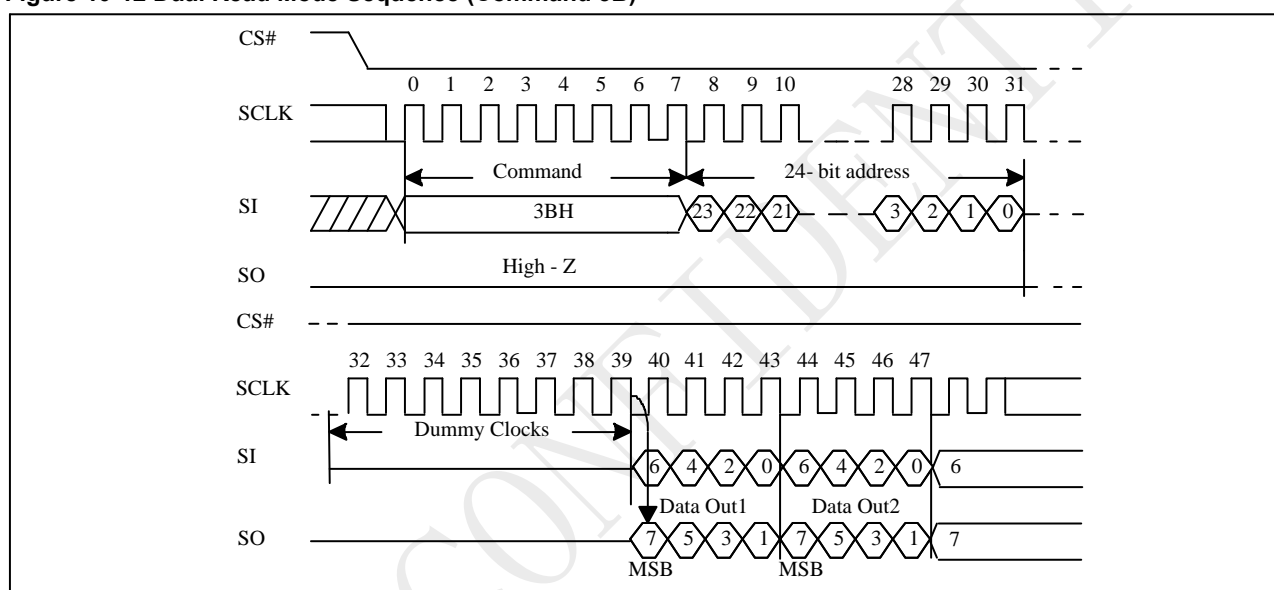 Figure 10-12 Dual Read Mode Sequence (Command 3B)
CS#
0 1 2 3 4 5 6 7 8 9 10 28 29 30 31
SCLK
Command 24- bit address
SI 3BH 23 22 21 3 2 1 0
SO High - Z
CS#
32 33 34 35 36 37 38 39 40 41 42 43 44 45 46 47
SCLK
Dummy Clocks
SI 6 4 2 0 6 4 2 0 6
Data Out1 Data Out2
SO 7 5 3 1 7 5 3 1 7
MSB MSB